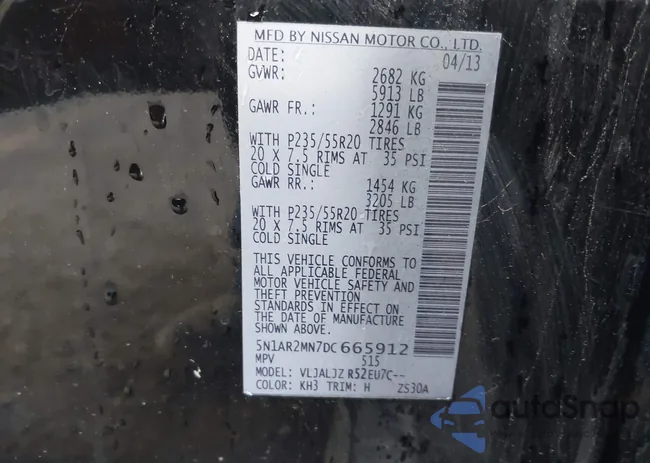 MFD BY NISSAN MOTOR CO., LTD.
DATE: 04/13
GVWR: 2682 KG
5913 LB
GAWR FR.: 1291 KG
2846 LB
WITH P235/55R20 TIRES
20 X 7.5 RIMS AT 35 PSI
COLD SINGLE
GAWR RR.: 1454 KG
3205 LB
WITH P235/55R20 TIRES
20 X 7.5 RIMS AT 35 PSI
COLD SINGLE
THIS VEHICLE CONFORMS TO
ALL APPLICABLE FEDERAL
MOTOR VEHICLE SAFETY AND
THEFT PREVENTION
STANDARDS IN EFFECT ON
THE DATE OF MANUFACTURE
SHOWN ABOVE.
5N1AR2MN7DC665912
MPV 515
MODEL: VLJALJZ R52EU7C--
COLOR: KH3 TRIM: H ZS30A
autoSnap